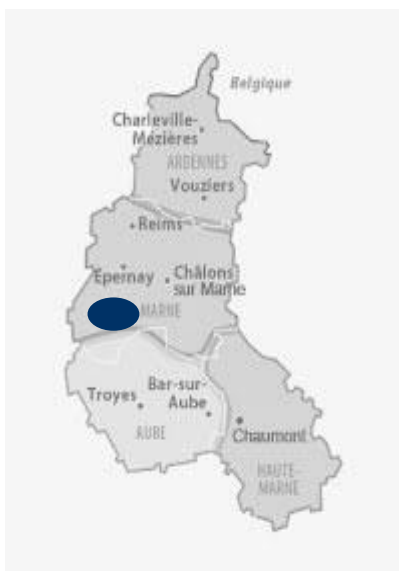 Belgique
Charleville-
Mézières
ARDENNES
Vouziers
Reims
Epernay
Châlons
sur Marne
MARNE
Troyes
Bar-sur-
Aube
AUBE
Chaumont
HAUTE-
MARNE